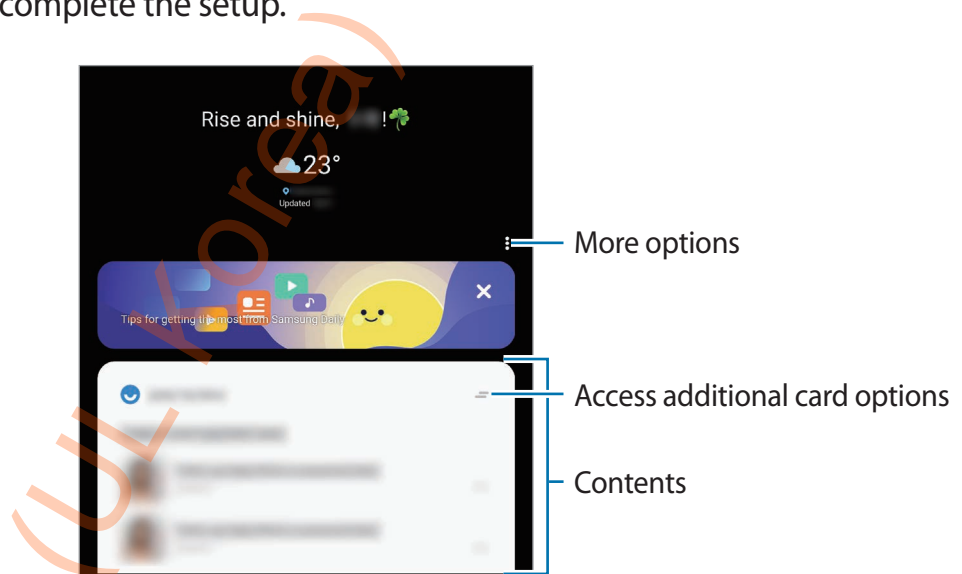 complete the setup.
Rise and shine, !
23°
Updated
More options
Tips for getting the most from Samsung Daily
Access additional card options
Contents
(UL Korea)